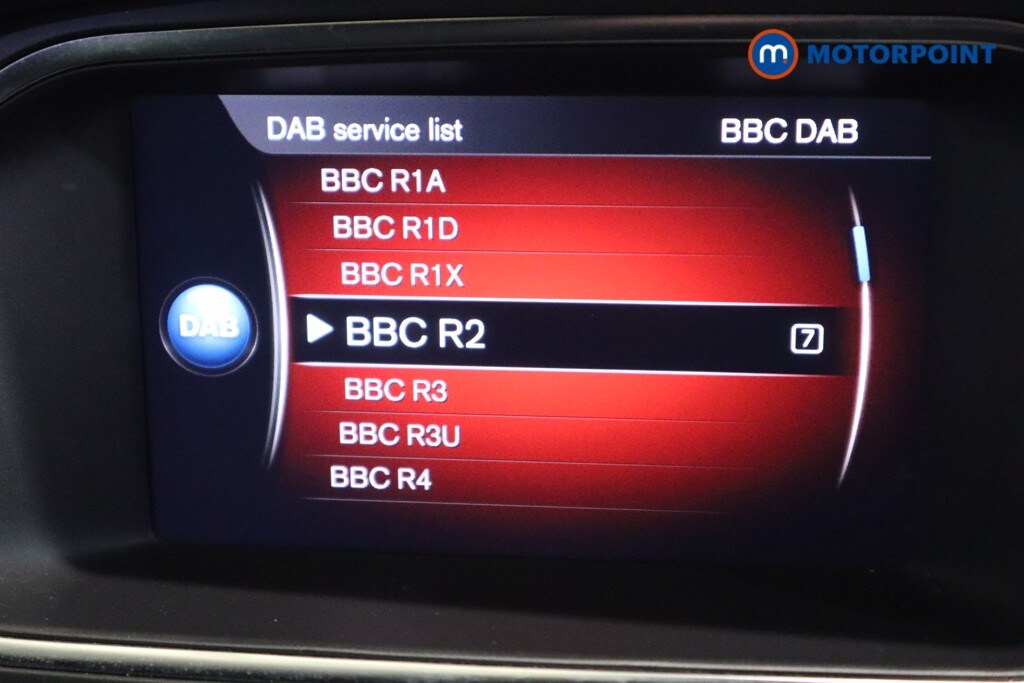 m MOTORPOINT
DAB service list BBC DAB
BBC R1A
BBC R1D
BBC R1X
DAB
BBC R2 7
BBC R3
BBC R3U
BBC R4